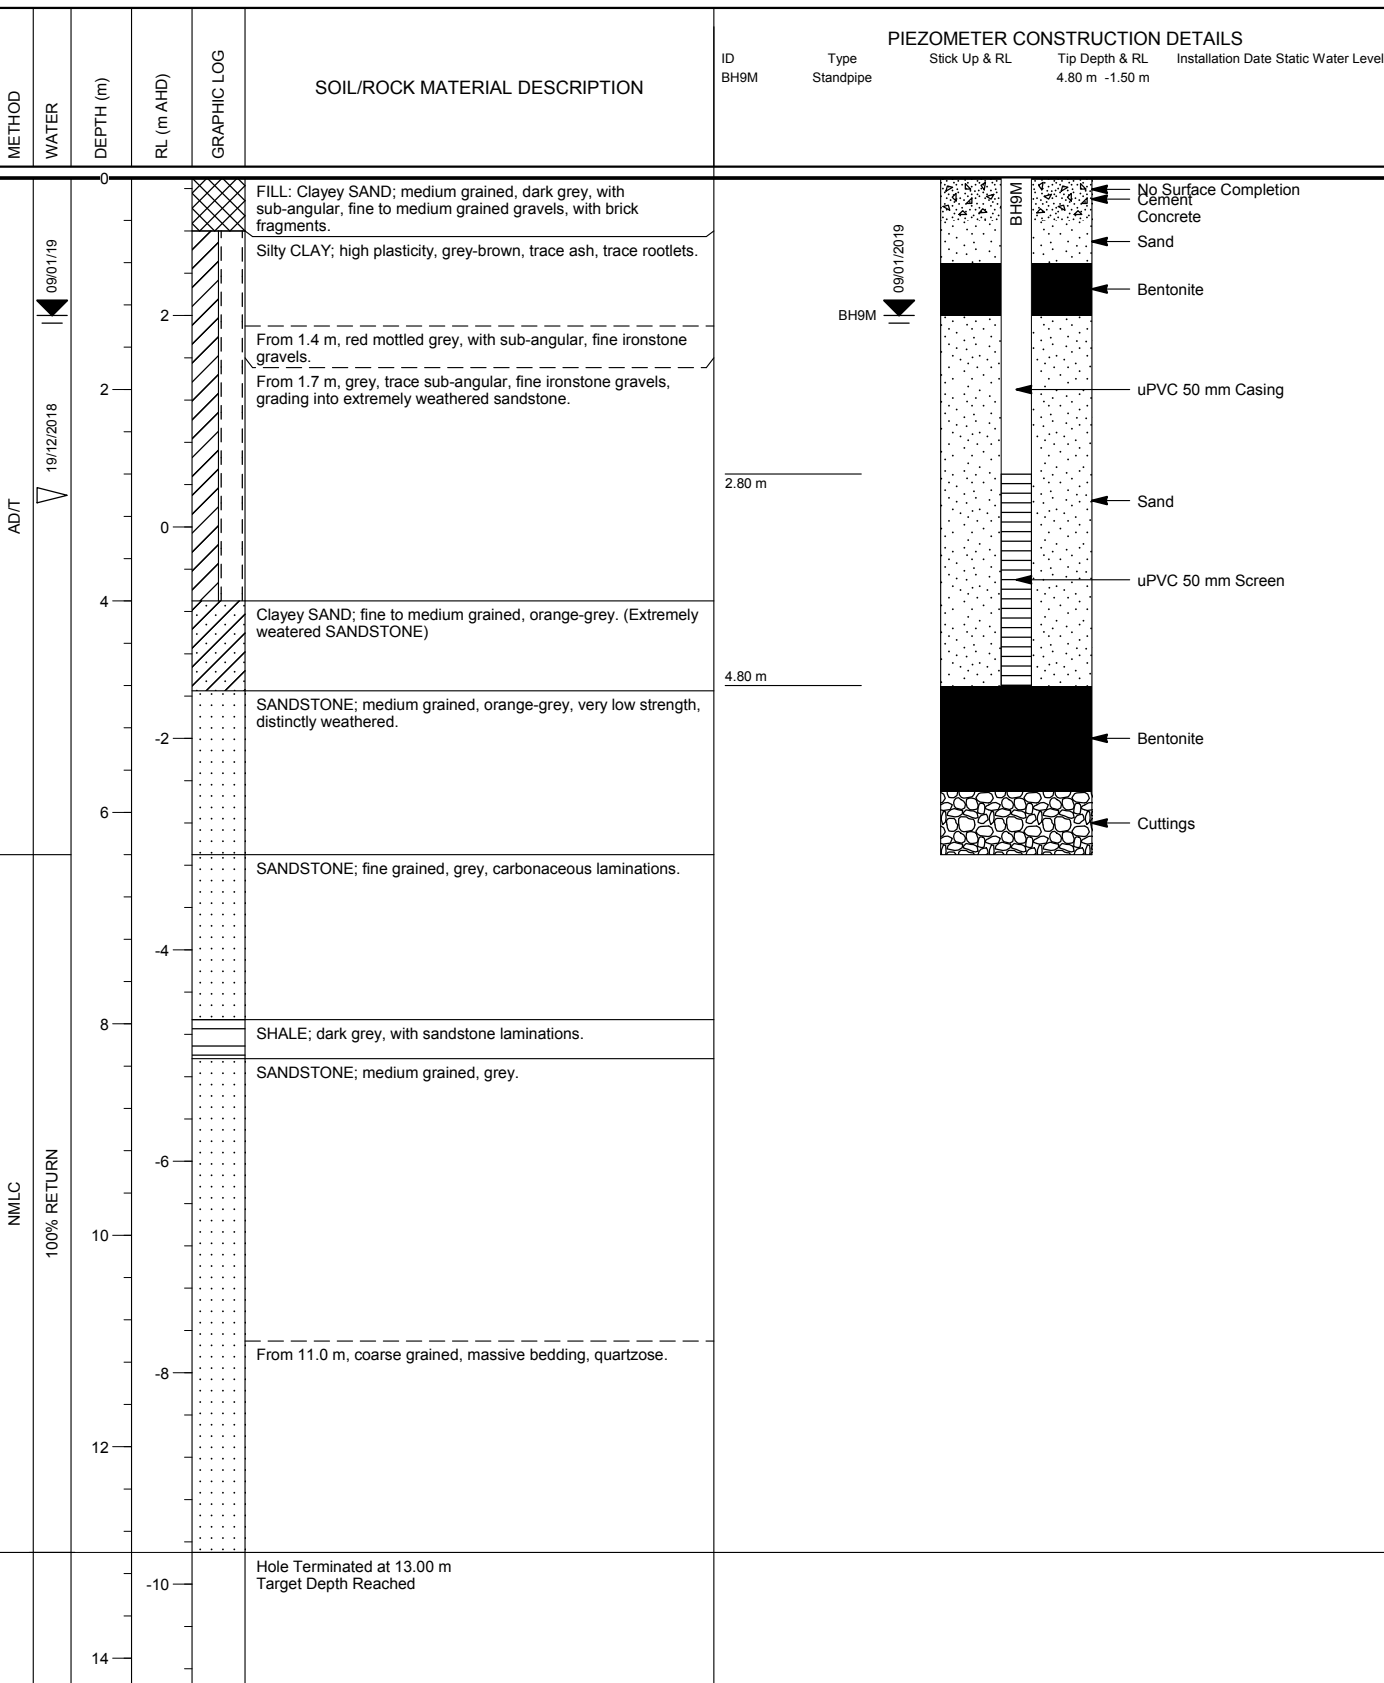 PIEZOMETER CONSTRUCTION DETAILS
METHOD
WATER
DEPTH (m)
RL (m AHD)
GRAPHIC LOG
SOIL/ROCK MATERIAL DESCRIPTION
ID Type Stick Up & RL Tip Depth & RL Installation Date Static Water Level
BH9M Standpipe 4.80 m -1.50 m
AD/T
NMLC
09/01/19
19/12/2018
100% RETURN
0
2
4
6
8
10
12
14
2
0
-2
-4
-6
-8
-10
FILL: Clayey SAND; medium grained, dark grey, with
sub-angular, fine to medium grained gravels, with brick
fragments.
Silty CLAY; high plasticity, grey-brown, trace ash, trace rootlets.
From 1.4 m, red mottled grey, with sub-angular, fine ironstone
gravels.
From 1.7 m, grey, trace sub-angular, fine ironstone gravels,
grading into extremely weathered sandstone.
Clayey SAND; fine to medium grained, orange-grey. (Extremely
weatered SANDSTONE)
SANDSTONE; medium grained, orange-grey, very low strength,
distinctly weathered.
SANDSTONE; fine grained, grey, carbonaceous laminations.
SHALE; dark grey, with sandstone laminations.
SANDSTONE; medium grained, grey.
From 11.0 m, coarse grained, massive bedding, quartzose.
Hole Terminated at 13.00 m
Target Depth Reached
BH9M
09/01/2019
BH9M
2.80 m
4.80 m
No Surface Completion
Cement
Concrete
Sand
Bentonite
uPVC 50 mm Casing
Sand
uPVC 50 mm Screen
Bentonite
Cuttings